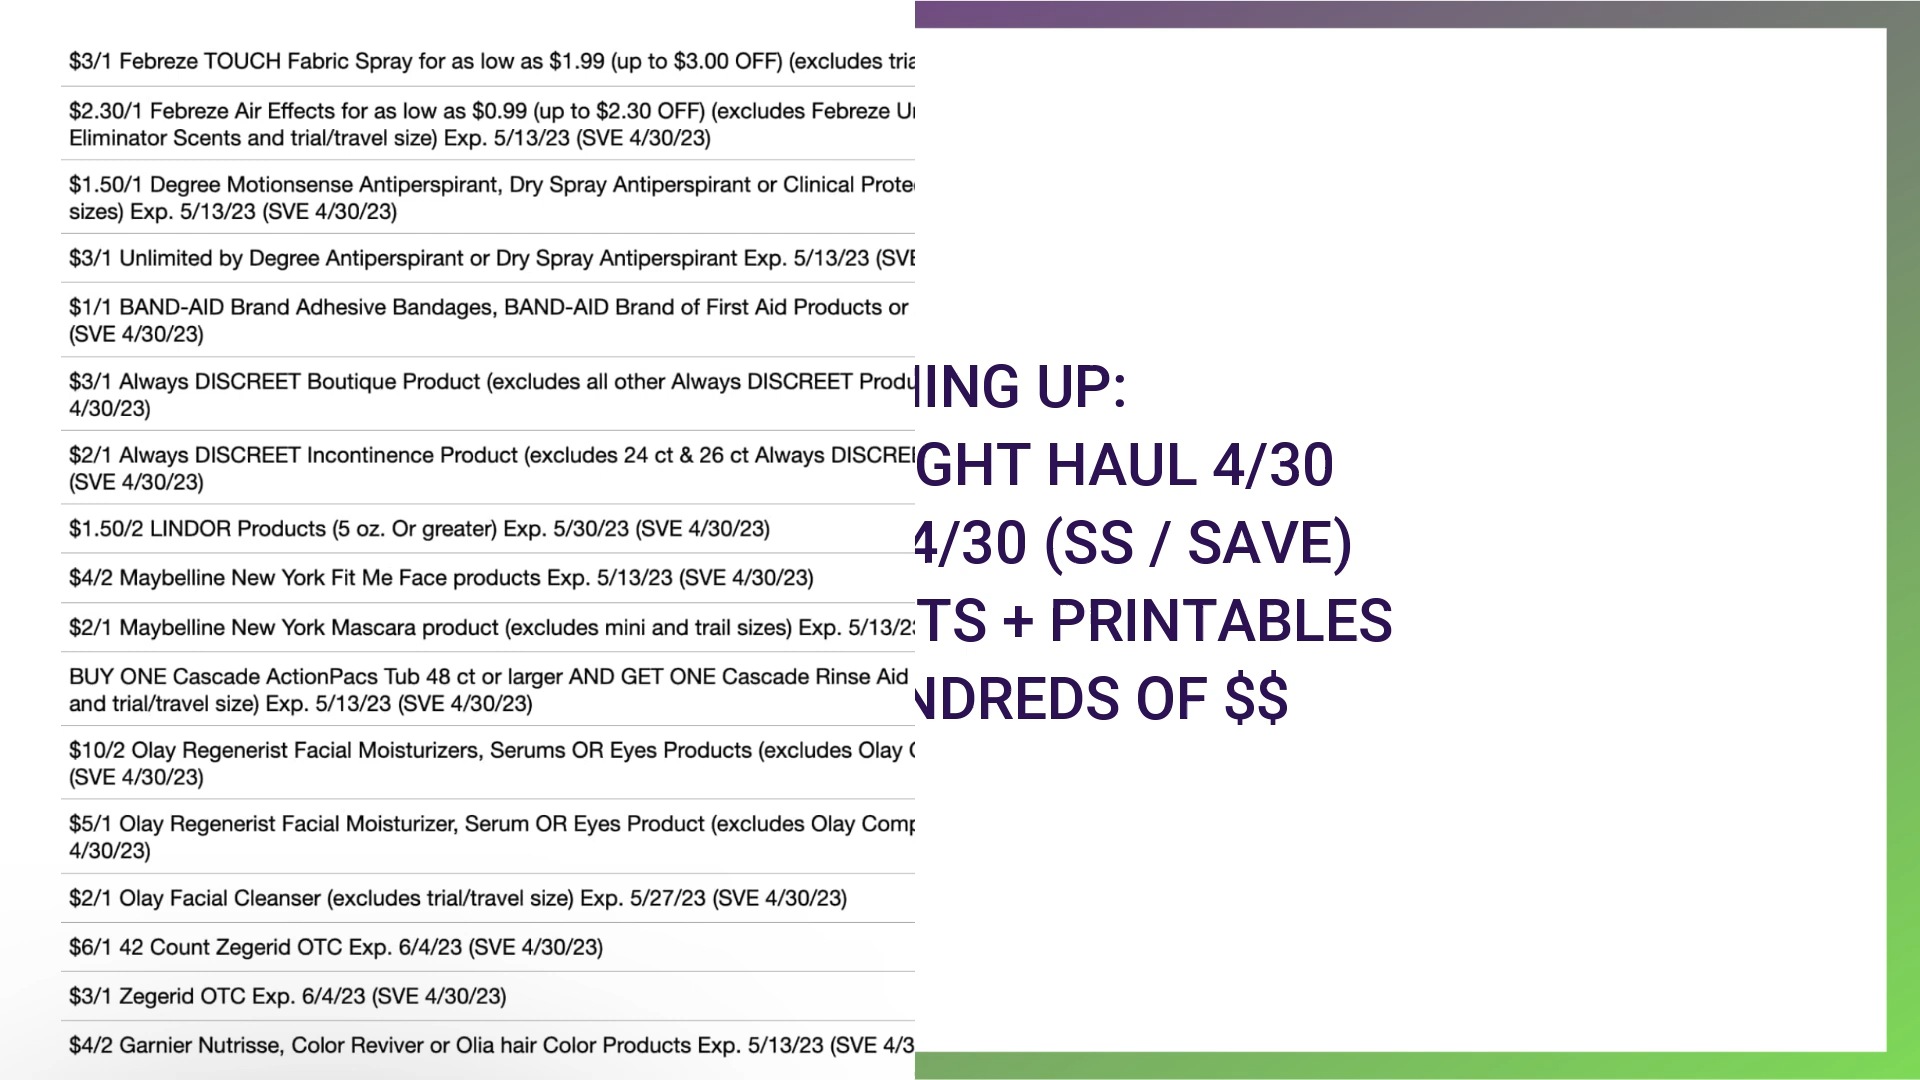 $3/1 Febreze TOUCH Fabric Spray for as low as $1.99 (up to $3.00 OFF) (excludes
$2.30/1 Febreze Air Effects for as low as $0.99 (up to $2.30 OFF) (excludes Febreze
Eliminator Scents and trial/travel size) Exp. 5/13/23 (SVE 4/30/23)
$1.50/1 Degree Motionsense Antiperspirant, Dry Spray Antiperspirant or Clinical
sizes) Exp. 5/13/23 (SVE 4/30/23)
$3/1 Unlimited by Degree Antiperspirant or Dry Spray Antiperspirant Exp. 5/13/23 (SVE
$1/1 BAND-AID Brand Adhesive Bandages, BAND-AID Brand of First Aid Products or
(SVE 4/30/23)
$3/1 Always DISCREET Boutique Product (excludes all other Always DISCREET
4/30/23)
$2/1 Always DISCREET Incontinence Product (excludes 24 ct & 26 ct Always
(SVE 4/30/23)
$1.50/2 LINDOR Products (5 oz. Or greater) Exp. 5/30/23 (SVE 4/30/23)
$4/2 Maybelline New York Fit Me Face products Exp. 5/13/23 (SVE 4/30/23)
$2/1 Maybelline New York Mascara product (excludes mini and trail sizes) Exp.
BUY ONE Cascade ActionPacs Tub 48 ct or larger AND GET ONE Cascade Rinse Aid
and trial/travel size) Exp. 5/13/23 (SVE 4/30/23)
$10/2 Olay Regenerist Facial Moisturizers, Serums OR Eyes Products (excludes Olay
(SVE 4/30/23)
$5/1 Olay Regenerist Facial Moisturizer, Serum OR Eyes Product (excludes Olay
4/30/23)
$2/1 Olay Facial Cleanser (excludes trial/travel size) Exp. 5/27/23 (SVE 4/30/23)
$6/1 42 Count Zegerid OTC Exp. 6/4/23 (SVE 4/30/23)
$3/1 Zegerid OTC Exp. 6/4/23 (SVE 4/30/23)
$4/2 Garnier Nutrisse, Color Reviver or Olia hair Color Products Exp. 5/13/23 (SVE
UP:
HAUL 4/30
4/30 (SS / SAVE)
+ PRINTABLES
OF $$